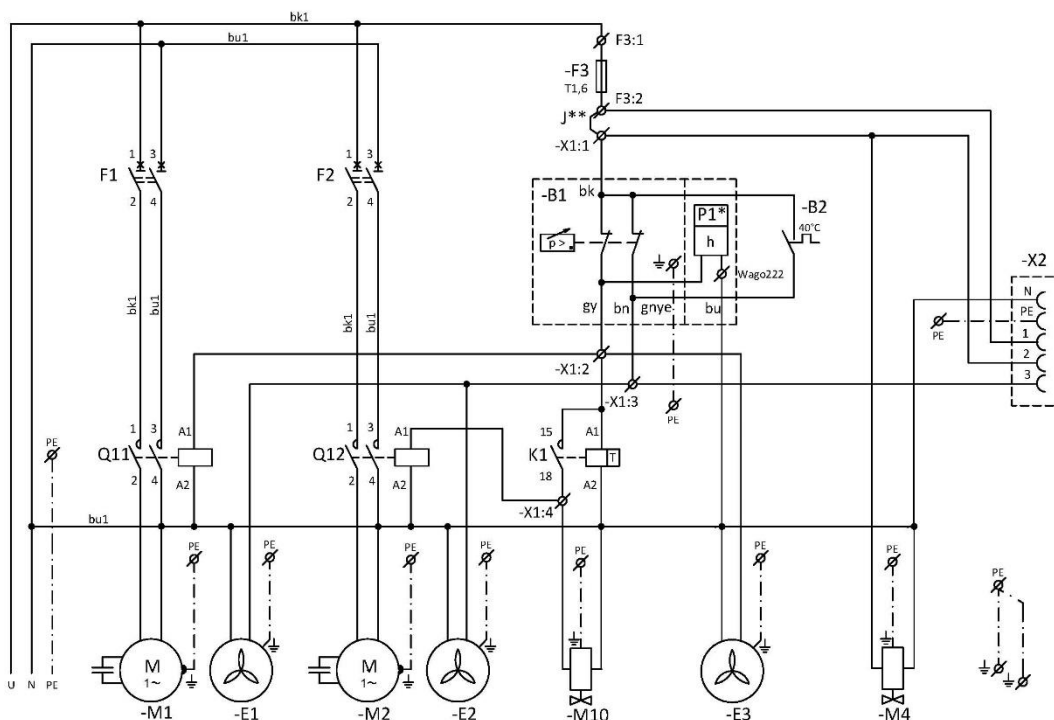 bk1
bu1
F3:1
-F3
T1,6
F3:2
J**
-X1:1
1 3
F1
2 4
1 3
F2
2 4
-B1
bk
P1*
h
-B2
40°C
p >
Wago222
gy
bn
gnye
bu
-X2
N
PE
1
2
3
PE
bk1
bu1
bk1
bu1
-X1:2
-X1:3
PE
1 3
A1
Q11
2 4
A2
1 3
A1
Q12
2 4
A2
15
A1
K1
T
18
A2
-X1:4
PE
bu1
PE
PE
PE
PE
PE
PE
PE
PE
M
1~
M
1~
U N PE
-M1
-E1
-M2
-E2
-M10
-E3
-M4